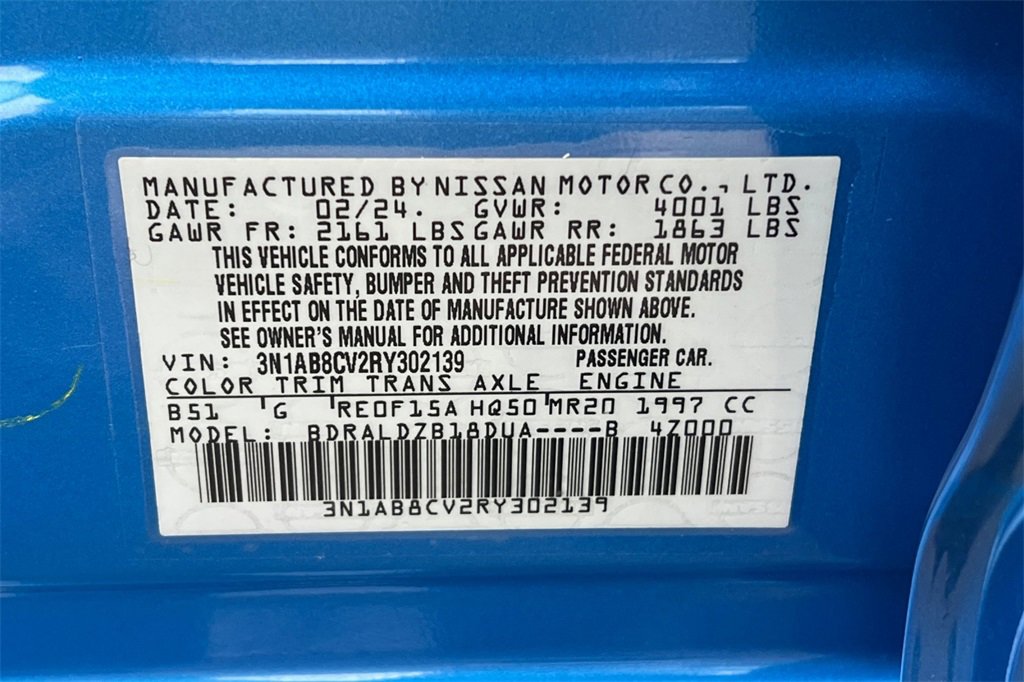 MANUFACTURED BY NISSAN MOTOR CO., LTD.
DATE: 02/24. GVWR: 4001 LBS
GAWR FR: 2161 LBS GAWR RR: 1863 LBS
THIS VEHICLE CONFORMS TO ALL APPLICABLE FEDERAL MOTOR
VEHICLE SAFETY, BUMPER AND THEFT PREVENTION STANDARDS
IN EFFECT ON THE DATE OF MANUFACTURE SHOWN ABOVE.
SEE OWNER'S MANUAL FOR ADDITIONAL INFORMATION.
VIN: 3N1AB8CV2RY302139 PASSENGER CAR.
COLOR TRIM TRANS AXLE ENGINE
B51 G RE0F15A HQ50 MR20 1997 CC
MODEL: BDRALDZB18DUA----B 4Z000
3N1AB8CV2RY302139